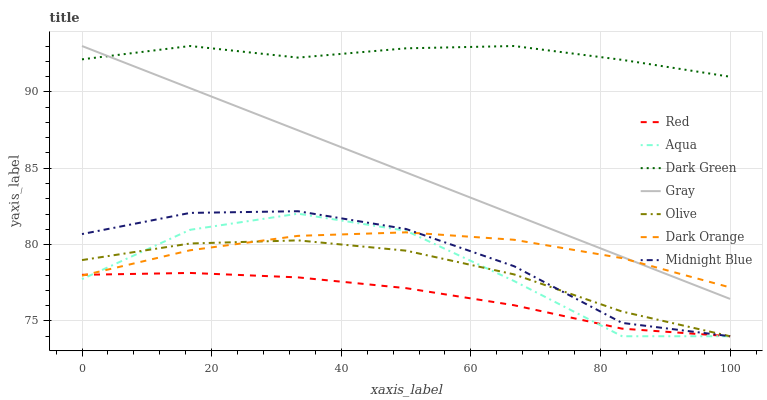 title
yaxis_label
90
85
80
75
0
20
40
60
80
100
xaxis_label
Red
Aqua
Dark Green
Gray
Olive
Dark Orange
Midnight Blue